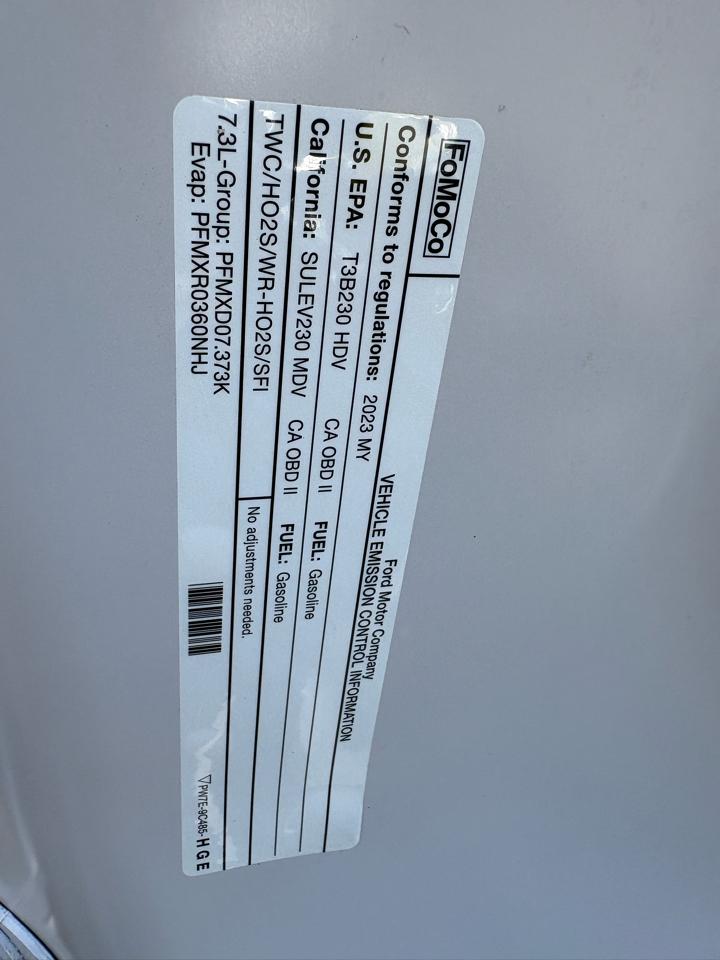 FoMoCo
Ford Motor Company
VEHICLE EMISSION CONTROL INFORMATION
Conforms to regulations: 2023 MY
U.S. EPA: T3B230 HDV CA OBD II FUEL: Gasoline
California: SULEV230 MDV CA OBD II FUEL: Gasoline
TWC/HO2S/WR-HO2S/SFI
No adjustments needed.
7.3L-Group: PFMXD07.373K
Evap: PFMXR0360NHJ
PW7E-9C485-HGE